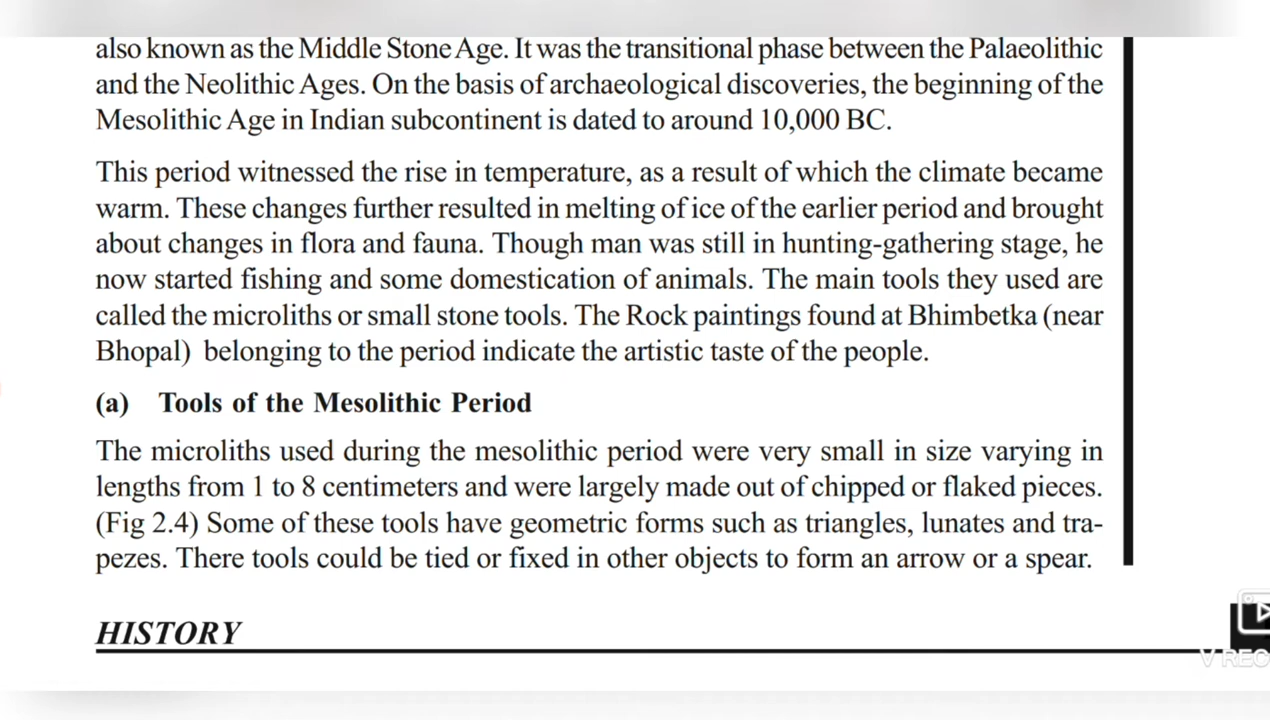 also known as the Middle Stone Age. It was the transitional phase between the Palaeolithic
and the Neolithic Ages. On the basis of archaeological discoveries, the beginning of the
Mesolithic Age in Indian subcontinent is dated to around 10,000 BC.
This period witnessed the rise in temperature, as a result of which the climate became
warm. These changes further resulted in melting of ice of the earlier period and brought
about changes in flora and fauna. Though man was still in hunting-gathering stage, he
now started fishing and some domestication of animals. The main tools they used are
called the microliths or small stone tools. The Rock paintings found at Bhimbetka (near
Bhopal) belonging to the period indicate the artistic taste of the people.
(a) Tools of the Mesolithic Period
The microliths used during the mesolithic period were very small in size varying in
lengths from 1 to 8 centimeters and were largely made out of chipped or flaked pieces.
(Fig 2.4) Some of these tools have geometric forms such as triangles, lunates and tra-
pezes. There tools could be tied or fixed in other objects to form an arrow or a spear.
HISTORY
V REC